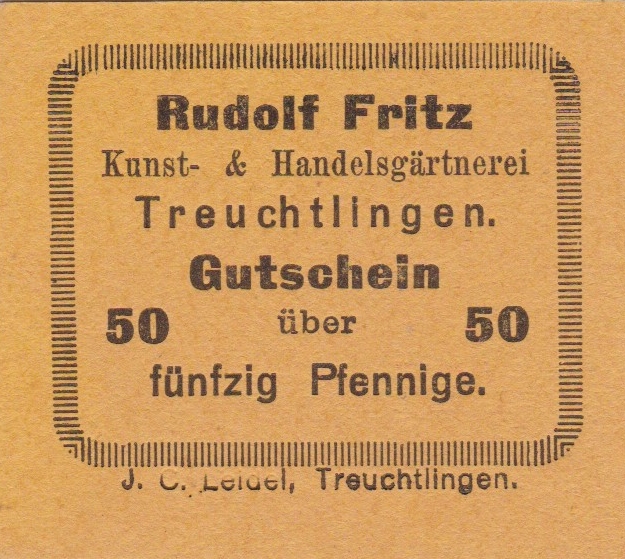 Rudolf Fritz
Kunst- & Handelsgärtnerei
Treuchtlingen.
Gutschein
50 über 50
fünfzig Pfennige.
J. C. Leidel, Treuchtlingen.